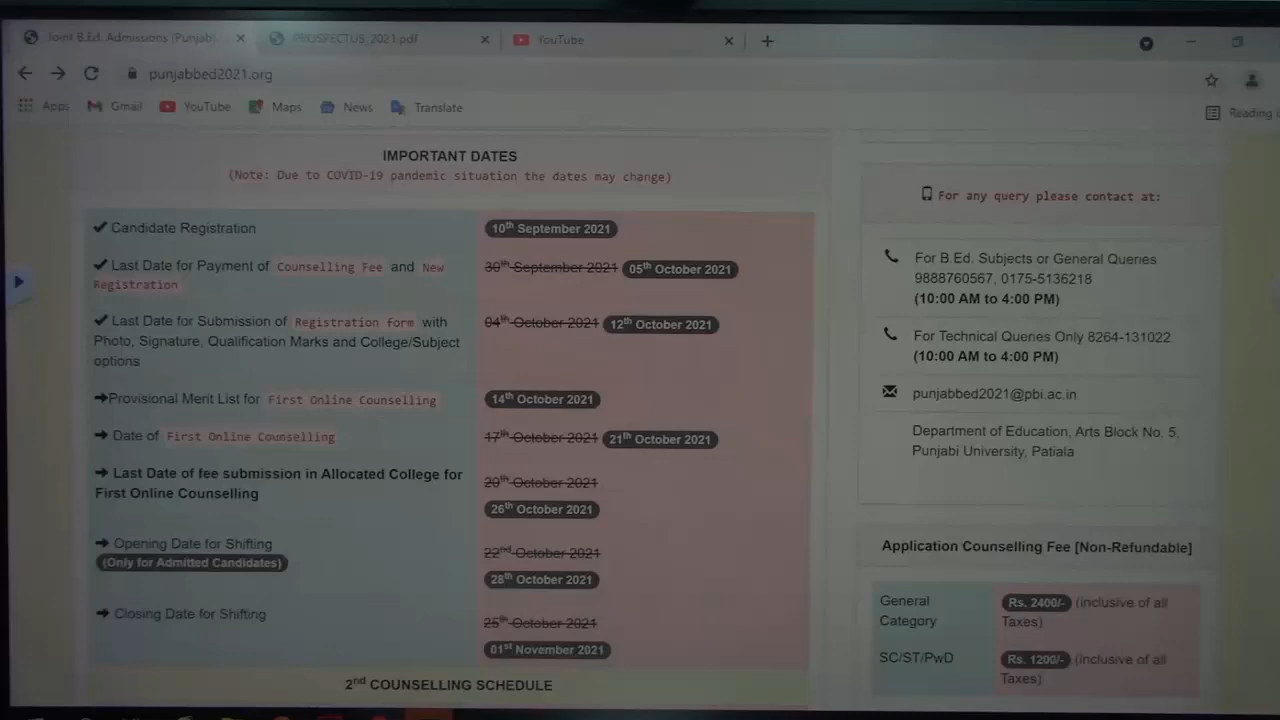 Joint B.Ed. Admissions (Punjab)
PROSPECTUS_2021.pdf
YouTube
punjabbed2021.org
Apps
Gmail
YouTube
Maps
News
Translate
Reading
IMPORTANT DATES
(Note: Due to COVID-19 pandemic situation the dates may change)
Candidate Registration
10th September 2021
Last Date for Payment of Counselling Fee and New
Registration
30th September 2021 05th October 2021
Last Date for Submission of Registration form with
Photo, Signature, Qualification Marks and College/Subject
options
04th October 2021 12th October 2021
Provisional Merit List for First Online Counselling
14th October 2021
Date of First Online Counselling
17th October 2021 21th October 2021
Last Date of fee submission in Allocated College for
First Online Counselling
20th October 2021
26th October 2021
Opening Date for Shifting
(Only for Admitted Candidates)
22nd October 2021
28th October 2021
Closing Date for Shifting
25th October 2021
01st November 2021
2nd COUNSELLING SCHEDULE
For any query please contact at:
For B.Ed. Subjects or General Queries
9888760567, 0175-5136218
(10:00 AM to 4:00 PM)
For Technical Queries Only 8264-131022
(10:00 AM to 4:00 PM)
punjabbed2021@pbi.ac.in
Department of Education, Arts Block No. 5,
Punjabi University, Patiala
Application Counselling Fee [Non-Refundable]
General
Category
Rs. 2400/- (inclusive of all
Taxes)
SC/ST/PwD
Rs. 1200/- (inclusive of all
Taxes)